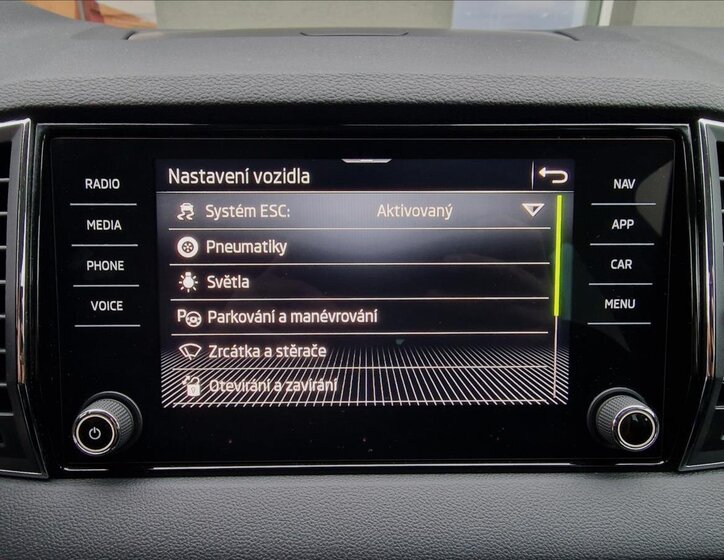 Nastavení vozidla
RADIO
MEDIA
PHONE
VOICE
Systém ESC: Aktivovaný
Pneumatiky
Světla
P Parkování a manévrování
Zrcátka a stěrače
Otevírání a zavírání
NAV
APP
CAR
MENU